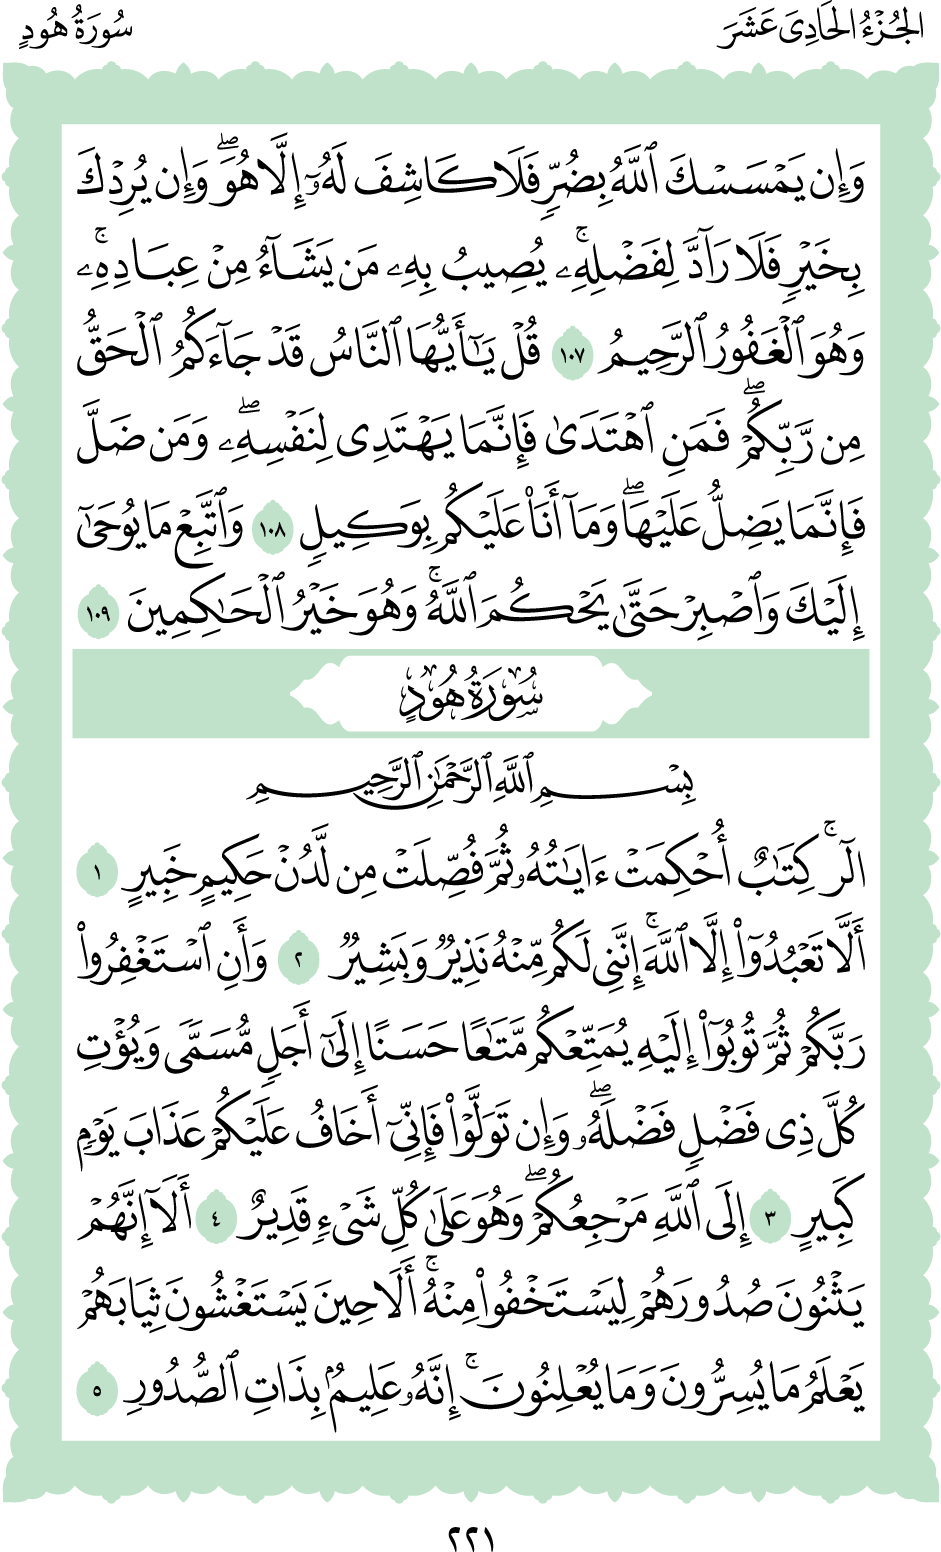 الجُزْءُ الحَادِىَ عَشَرَ
سُورَةُ هُودٍ
وَإِن يَمْسَسْكَ ٱللَّهُ بِضُرٍّ فَلَا كَاشِفَ لَهُۥٓ إِلَّا هُوَۖ وَإِن يُرِدْكَ
بِخَيْرٍ فَلَا رَآدَّ لِفَضْلِهِۦۚ يُصِيبُ بِهِۦ مَن يَشَآءُ مِنْ عِبَادِهِۦۚ
وَهُوَ ٱلْغَفُورُ ٱلرَّحِيمُ ١٠٧ قُلْ يَـٰٓأَيُّهَا ٱلنَّاسُ قَدْ جَآءَكُمُ ٱلْحَقُّ
مِن رَّبِّكُمْۖ فَمَنِ ٱهْتَدَىٰ فَإِنَّمَا يَهْتَدِى لِنَفْسِهِۦۖ وَمَن ضَلَّ
فَإِنَّمَا يَضِلُّ عَلَيْهَاۖ وَمَآ أَنَا۠ عَلَيْكُم بِوَكِيلٍ ١٠٨ وَٱتَّبِعْ مَا يُوحَىٰٓ
إِلَيْكَ وَٱصْبِرْ حَتَّىٰ يَحْكُمَ ٱللَّهُۚ وَهُوَ خَيْرُ ٱلْحَـٰكِمِينَ ١٠٩
سُورَةُ هُودٍ
بِسْمِ ٱللَّهِ ٱلرَّحْمَـٰنِ ٱلرَّحِيمِ
الٓرۚ كِتَـٰبٌ أُحْكِمَتْ ءَايَـٰتُهُۥ ثُمَّ فُصِّلَتْ مِن لَّدُنْ حَكِيمٍ خَبِيرٍ ١
أَلَّا تَعْبُدُوٓا۟ إِلَّا ٱللَّهَۚ إِنَّنِى لَكُم مِّنْهُ نَذِيرٌ وَبَشِيرٌ ٢ وَأَنِ ٱسْتَغْفِرُوا۟
رَبَّكُمْ ثُمَّ تُوبُوٓا۟ إِلَيْهِ يُمَتِّعْكُم مَّتَـٰعًا حَسَنًا إِلَىٰٓ أَجَلٍ مُّسَمًّى وَيُؤْتِ
كُلَّ ذِى فَضْلٍ فَضْلَهُۥۖ وَإِن تَوَلَّوْا۟ فَإِنِّىٓ أَخَافُ عَلَيْكُمْ عَذَابَ يَوْمٍ
كَبِيرٍ ٣ إِلَى ٱللَّهِ مَرْجِعُكُمْۖ وَهُوَ عَلَىٰ كُلِّ شَىْءٍ قَدِيرٌ ٤ أَلَآ إِنَّهُمْ
يَثْنُونَ صُدُورَهُمْ لِيَسْتَخْفُوا۟ مِنْهُۚ أَلَا حِينَ يَسْتَغْشُونَ ثِيَابَهُمْ
يَعْلَمُ مَا يُسِرُّونَ وَمَا يُعْلِنُونَۚ إِنَّهُۥ عَلِيمٌۢ بِذَاتِ ٱلصُّدُورِ ٥
٢٢١